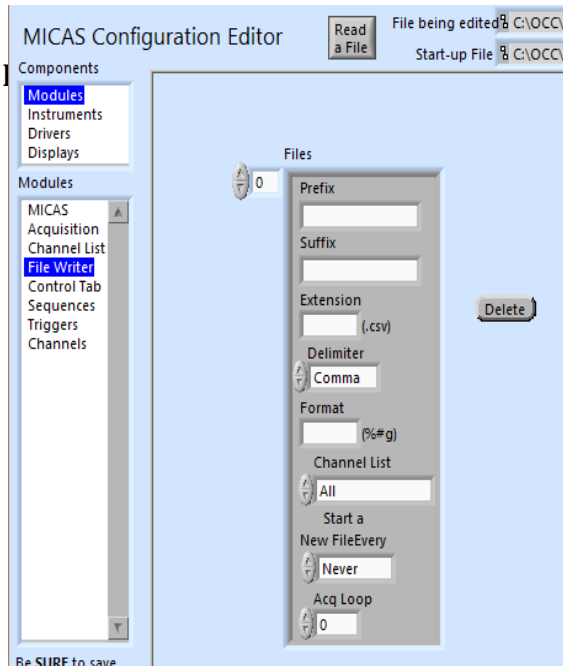 MICAS Configuration Editor
Read
a File
File being edited C:\OCC\
Start-up File C:\OCC\
Components
Modules
Instruments
Drivers
Displays
Modules
MICAS
Acquisition
Channel List
File Writer
Control Tab
Sequences
Triggers
Channels
Files
0
Prefix
Suffix
Extension
(.csv)
Delimiter
Comma
Format
(%#g)
Channel List
All
Start a
New FileEvery
Never
Acq Loop
0
Delete
Be SURE to save